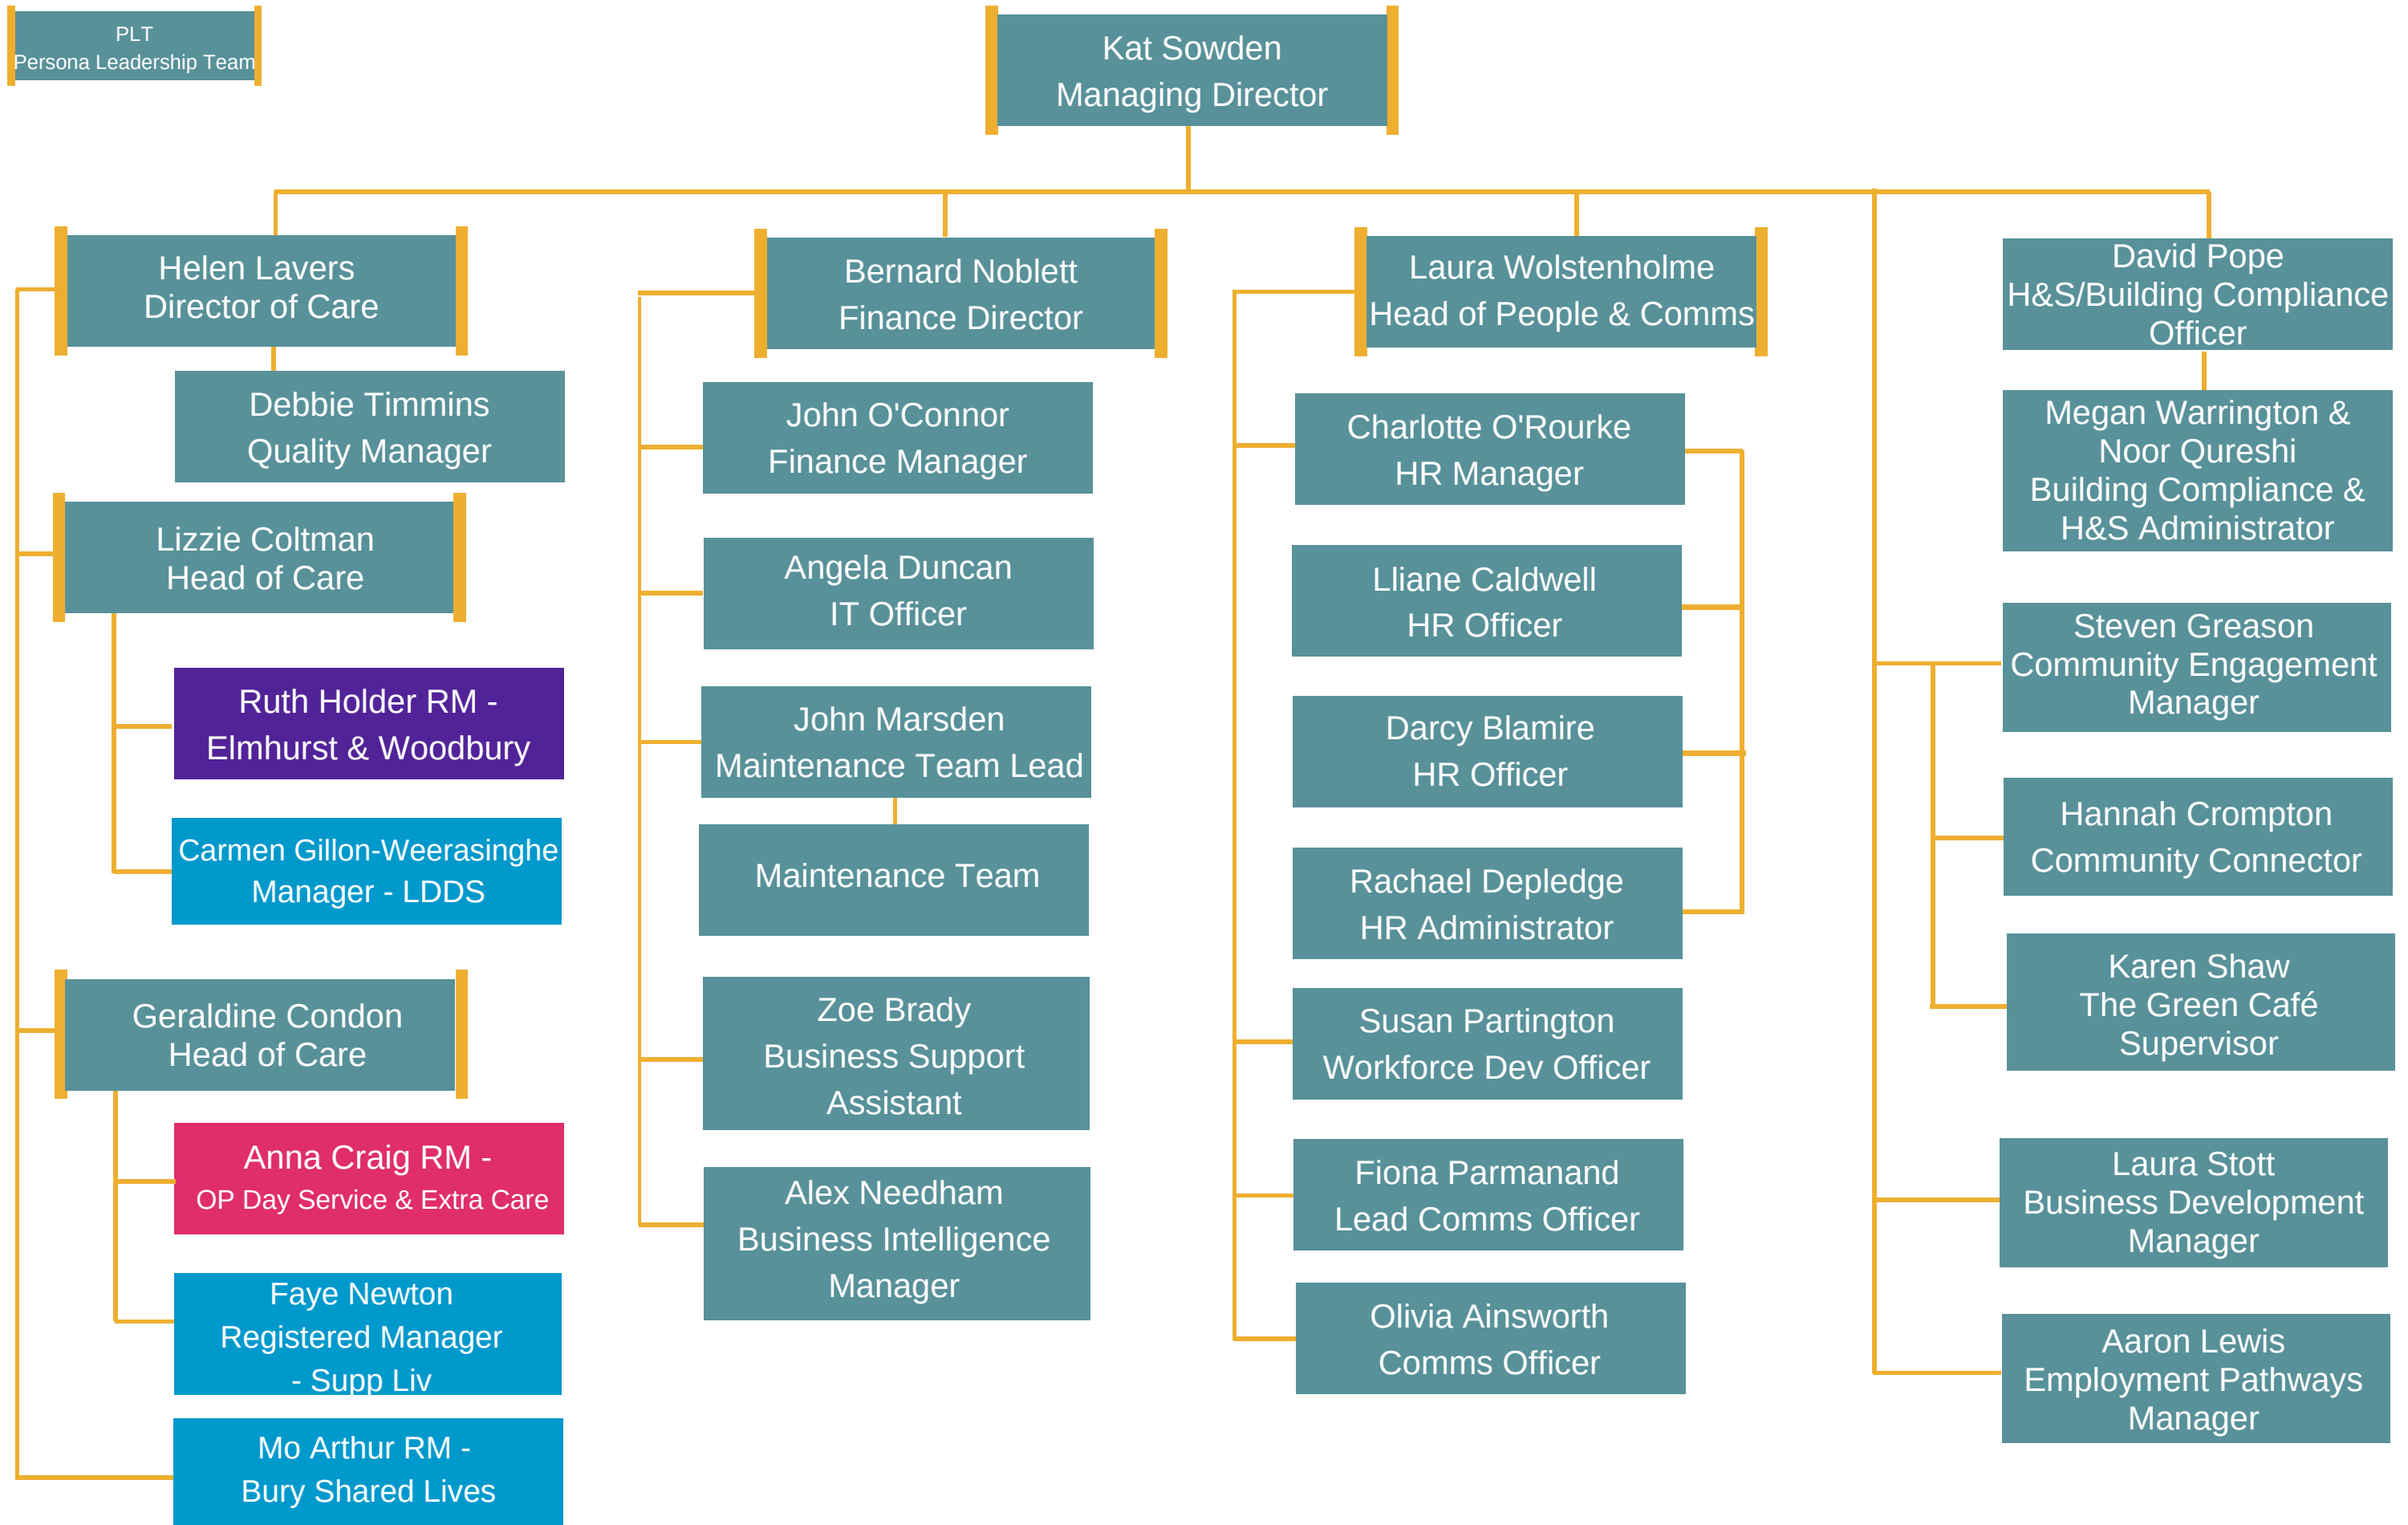 PLT
Persona Leadership Team
Kat Sowden
Managing Director
Helen Lavers
Director of Care
Debbie Timmins
Quality Manager
Lizzie Coltman
Head of Care
Ruth Holder RM -
Elmhurst & Woodbury
Carmen Gillon-Weerasinghe
Manager - LDDS
Geraldine Condon
Head of Care
Anna Craig RM -
OP Day Service & Extra Care
Faye Newton
Registered Manager
- Supp Liv
Mo Arthur RM -
Bury Shared Lives
Bernard Noblett
Finance Director
John O'Connor
Finance Manager
Angela Duncan
IT Officer
John Marsden
Maintenance Team Lead
Maintenance Team
Zoe Brady
Business Support
Assistant
Alex Needham
Business Intelligence
Manager
Laura Wolstenholme
Head of People & Comms
Charlotte O'Rourke
HR Manager
Lliane Caldwell
HR Officer
Darcy Blamire
HR Officer
Rachael Depledge
HR Administrator
Susan Partington
Workforce Dev Officer
Fiona Parmanand
Lead Comms Officer
Olivia Ainsworth
Comms Officer
David Pope
H&S/Building Compliance
Officer
Megan Warrington &
Noor Qureshi
Building Compliance &
H&S Administrator
Steven Greason
Community Engagement
Manager
Hannah Crompton
Community Connector
Karen Shaw
The Green Café
Supervisor
Laura Stott
Business Development
Manager
Aaron Lewis
Employment Pathways
Manager